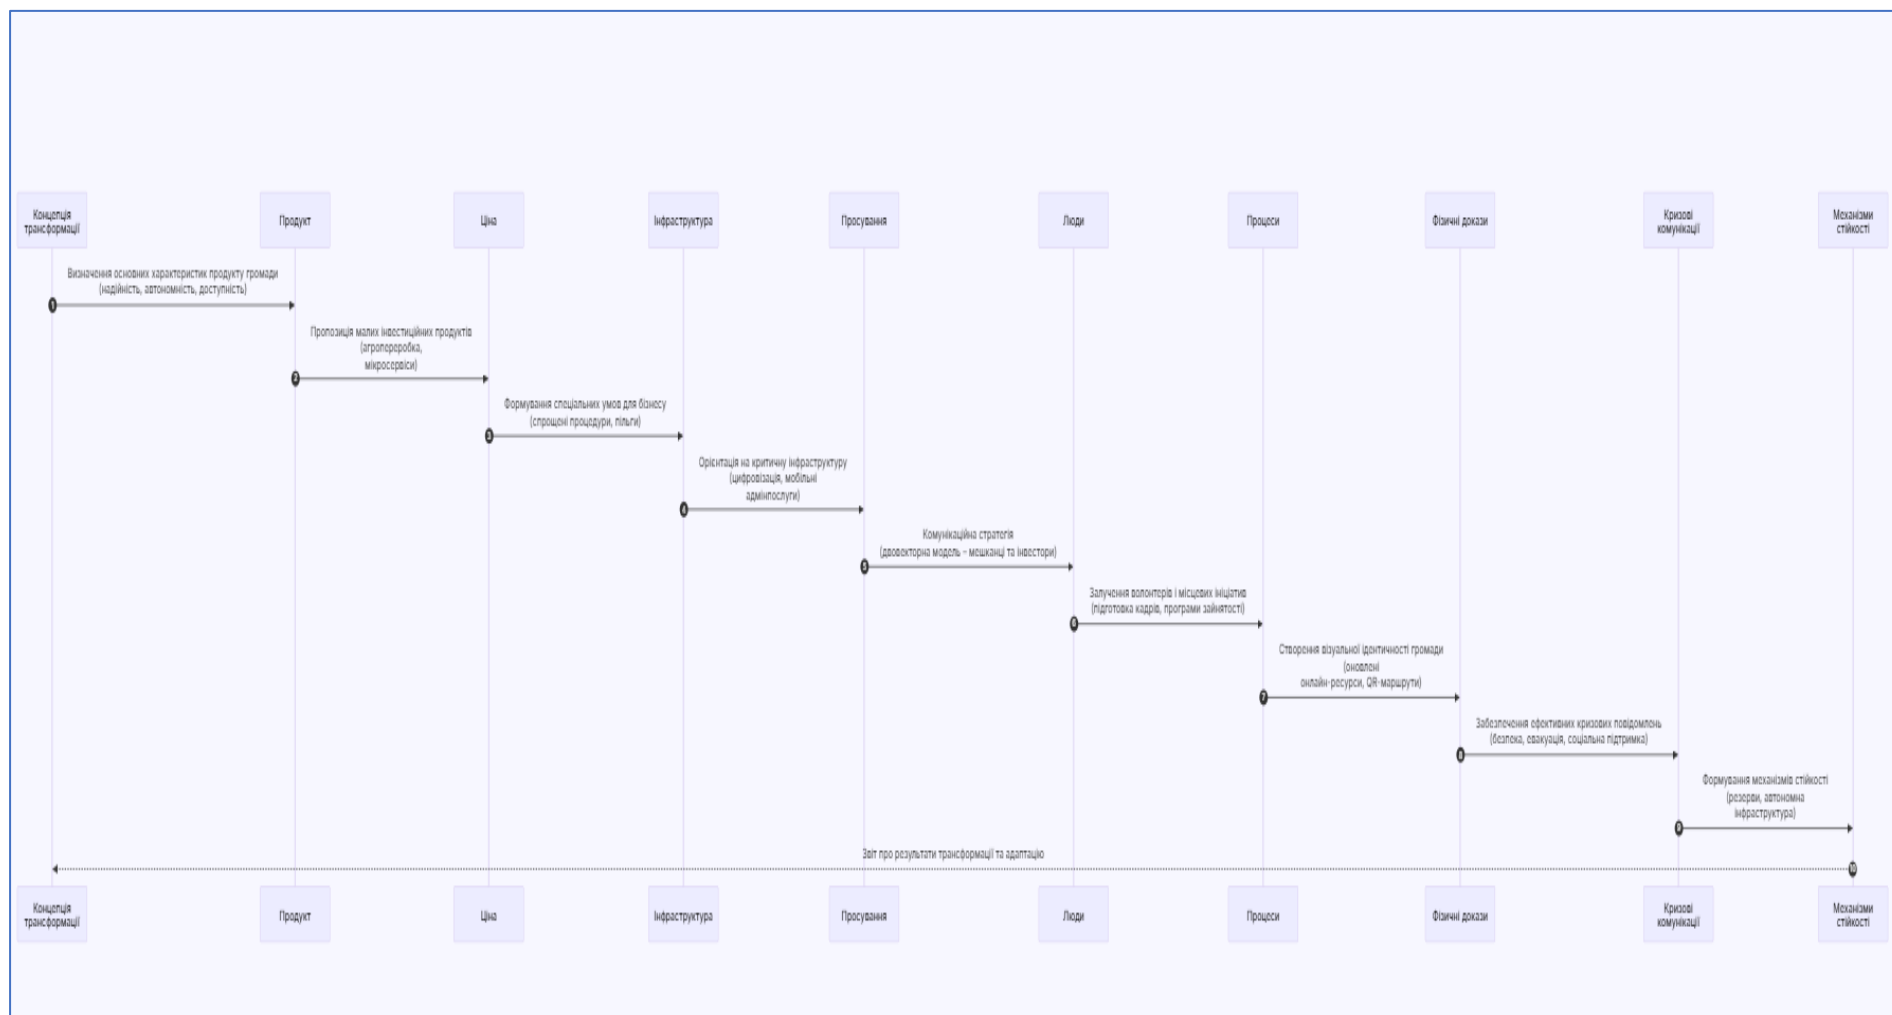 Концепція
трансформації
Продукт
Ціна
Інфраструктура
Просування
Люди
Процеси
Фізичні докази
Кризові
комунікації
Механізми
стійкості
Визначення основних характеристик продукту громади
(надійність, автономність, доступність)
1
Пропозиція малих інвестиційних продуктів
(агропереробка,
мікросервіси)
2
Формування спеціальних умов для бізнесу
(спрощені процедури, пільги)
3
Орієнтація на критичну інфраструктуру
(цифровізація, мобільні
адмінпослуги)
4
Комунікаційна стратегія
(двовекторна модель – мешканці та інвестори)
5
Залучення волонтерів і місцевих ініціатив
(підготовка кадрів, програми зайнятості)
6
Створення візуальної ідентичності громади
(оновлені
онлайн-ресурси, QR-маршрути)
7
Забезпечення ефективних кризових повідомлень
(безпека, евакуація, соціальна підтримка)
8
Формування механізмів стійкості
(резерви, автономна
інфраструктура)
9
Звіт про результати трансформації та адаптацію
10
Концепція
трансформації
Продукт
Ціна
Інфраструктура
Просування
Люди
Процеси
Фізичні докази
Кризові
комунікації
Механізми
стійкості